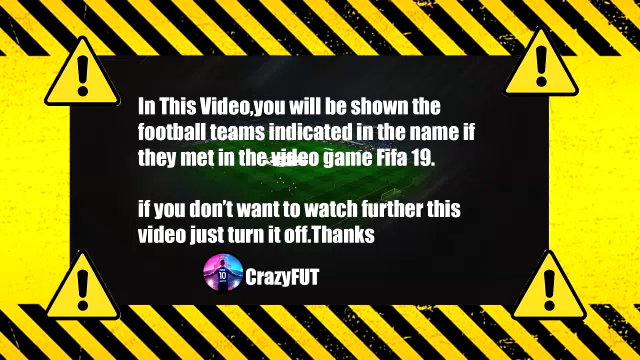 In This Video,you will be shown the
football teams indicated in the name if
they met in the video game Fifa 19.
if you don't want to watch further this
video just turn it off.Thanks
10
CrazyFUT